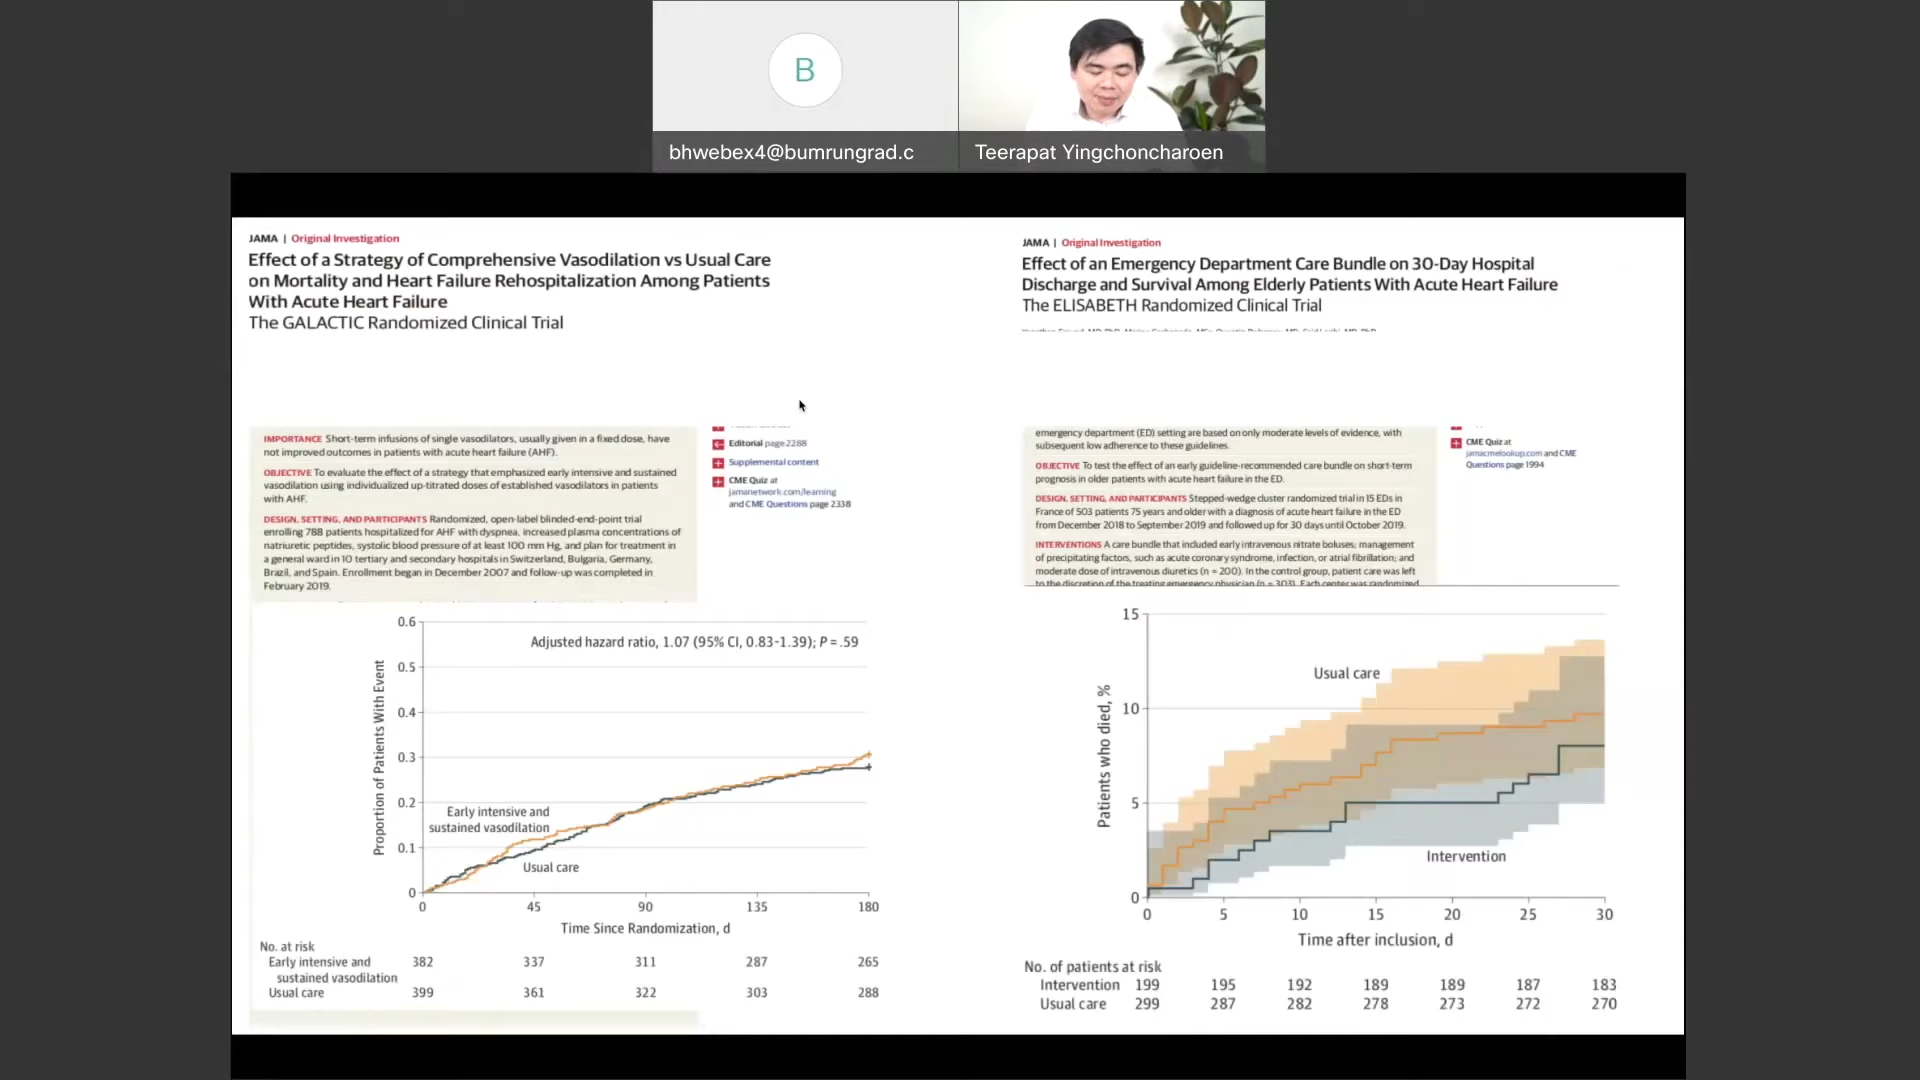 B
bhwebex4@bumrungrad.c
Teerapat Yingchoncharoen
JAMA | Original Investigation
Effect of a Strategy of Comprehensive Vasodilation vs Usual Care
on Mortality and Heart Failure Rehospitalization Among Patients
With Acute Heart Failure
The GALACTIC Randomized Clinical Trial
IMPORTANCE Short-term infusions of single vasodilators, usually given in a fixed dose, have
not improved outcomes in patients with acute heart failure (AHF).
OBJECTIVE To evaluate the effect of a strategy that emphasized early intensive and sustained
vasodilation using individualized up-titrated doses of established vasodilators in patients
with AHF.
DESIGN, SETTING, AND PARTICIPANTS Randomized, open-label blinded-end-point trial
enrolling 788 patients hospitalized for AHF with dyspnea, increased plasma concentrations of
natriuretic peptides, systolic blood pressure of at least 100 mm Hg, and plan for treatment in
a general ward in 10 tertiary and secondary hospitals in Switzerland, Bulgaria, Germany,
Brazil, and Spain. Enrollment began in December 2007 and follow-up was completed in
February 2019.
Editorial page 2288
Supplemental content
CME Quiz at
jamanetwork.com/learning
and CME Questions page 2338
0.6
0.5
0.4
0.3
0.2
0.1
0
Proportion of Patients With Event
Adjusted hazard ratio, 1.07 (95% CI, 0.83-1.39); P = .59
Early intensive and
sustained vasodilation
Usual care
0 45 90 135 180
Time Since Randomization, d
No. at risk
Early intensive and
sustained vasodilation 382 337 311 287 265
Usual care 399 361 322 303 288
JAMA | Original Investigation
Effect of an Emergency Department Care Bundle on 30-Day Hospital
Discharge and Survival Among Elderly Patients With Acute Heart Failure
The ELISABETH Randomized Clinical Trial
emergency department (ED) setting are based on only moderate levels of evidence, with
subsequent low adherence to these guidelines.
OBJECTIVE To test the effect of an early guideline-recommended care bundle on short-term
prognosis in older patients with acute heart failure in the ED.
DESIGN, SETTING, AND PARTICIPANTS Stepped-wedge cluster randomized trial in 15 EDs in
France of 503 patients 75 years and older with a diagnosis of acute heart failure in the ED
from December 2018 to September 2019 and followed up for 30 days until October 2019.
INTERVENTIONS A care bundle that included early intravenous nitrate boluses; management
of precipitating factors, such as acute coronary syndrome, infection, or atrial fibrillation; and
moderate dose of intravenous diuretics (n = 200). In the control group, patient care was left
to the discretion of the treating emergency physician (n = 303). Each center was randomized
CME Quiz at
jamacmelookup.com and CME
Questions page 1994
15
10
5
0
Patients who died, %
Usual care
Intervention
0 5 10 15 20 25 30
Time after inclusion, d
No. of patients at risk
Intervention 199 195 192 189 189 187 183
Usual care 299 287 282 278 273 272 270